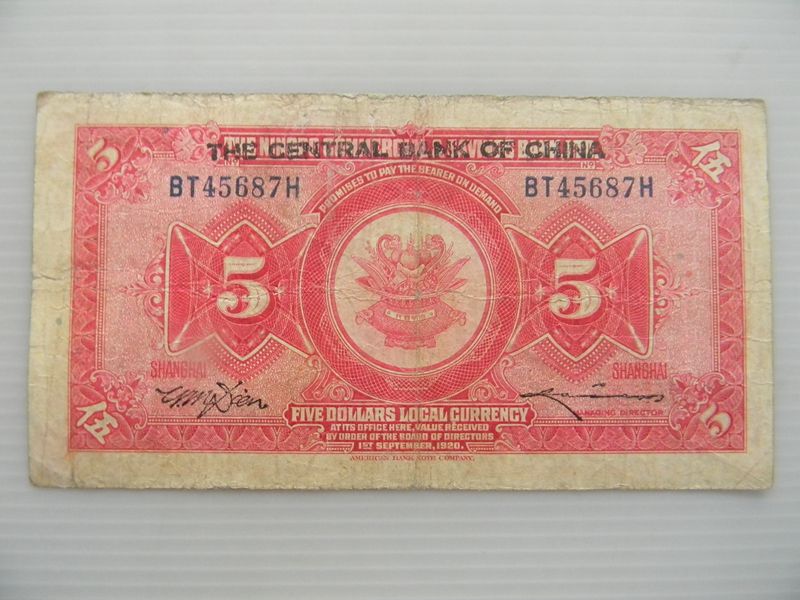 THE CENTRAL BANK OF CHINA
5 伍
Nº
BT45687H BT45687H
PROMISES TO PAY THE BEARER ON DEMAND
5 5
SHANGHAI SHANGHAI
MANAGING DIRECTOR
FIVE DOLLARS LOCAL CURRENCY
伍 5
AT ITS OFFICE HERE, VALUE RECEIVED
BY ORDER OF THE BOARD OF DIRECTORS
1ST SEPTEMBER, 1920.
AMERICAN BANK NOTE COMPANY.